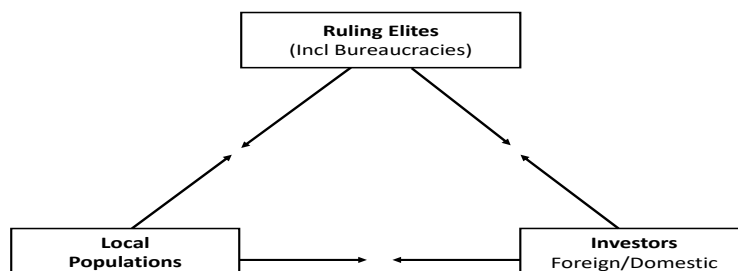 Ruling Elites
(Incl Bureaucracies)
Local
Populations
Investors
Foreign/Domestic